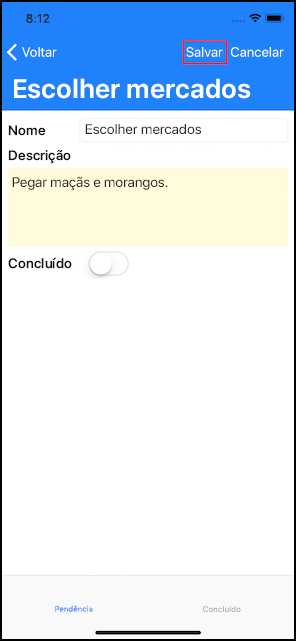 8:12
Voltar
Salvar
Cancelar
Escolher mercados
Nome
Escolher mercados
Descrição
Pegar maçãs e morangos.
Concluído
Pendência
Concluído